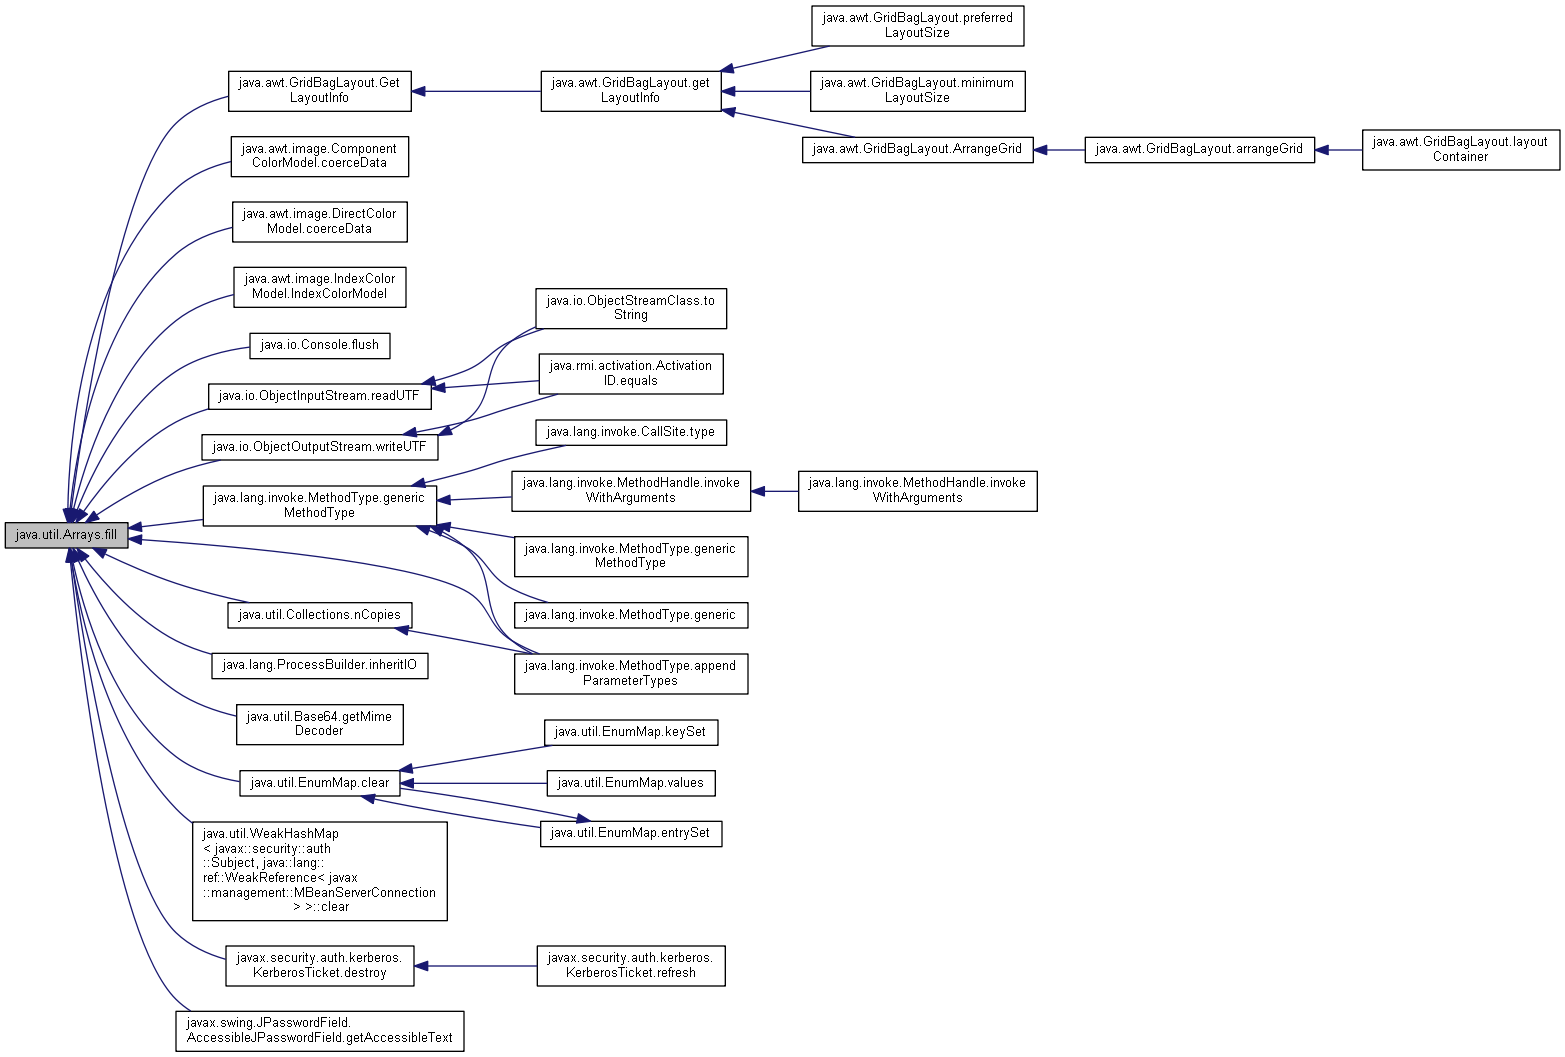 java.awt.GridBagLayout.preferred
LayoutSize
java.awt.GridBagLayout.Get
LayoutInfo
java.awt.GridBagLayout.get
LayoutInfo
java.awt.GridBagLayout.minimum
LayoutSize
java.awt.GridBagLayout.ArrangeGrid
java.awt.GridBagLayout.arrangeGrid
java.awt.GridBagLayout.layout
Container
java.awt.image.Component
ColorModel.coerceData
java.awt.image.DirectColor
Model.coerceData
java.awt.image.IndexColor
Model.IndexColorModel
java.io.ObjectStreamClass.to
String
java.io.Console.flush
java.rmi.activation.Activation
ID.equals
java.io.ObjectInputStream.readUTF
java.io.ObjectOutputStream.writeUTF
java.lang.invoke.CallSite.type
java.lang.invoke.MethodType.generic
MethodType
java.lang.invoke.MethodHandle.invoke
WithArguments
java.lang.invoke.MethodHandle.invoke
WithArguments
java.util.Arrays.fill
java.lang.invoke.MethodType.generic
MethodType
java.util.Collections.nCopies
java.lang.invoke.MethodType.generic
java.lang.ProcessBuilder.inheritIO
java.lang.invoke.MethodType.append
ParameterTypes
java.util.Base64.getMime
Decoder
java.util.EnumMap.keySet
java.util.EnumMap.clear
java.util.EnumMap.values
java.util.EnumMap.entrySet
java.util.WeakHashMap
< javax::security::auth
::Subject, java::lang::
ref::WeakReference< javax
::management::MBeanServerConnection
> >::clear
javax.security.auth.kerberos.
KerberosTicket.destroy
javax.security.auth.kerberos.
KerberosTicket.refresh
javax.swing.JPasswordField.
AccessibleJPasswordField.getAccessibleText